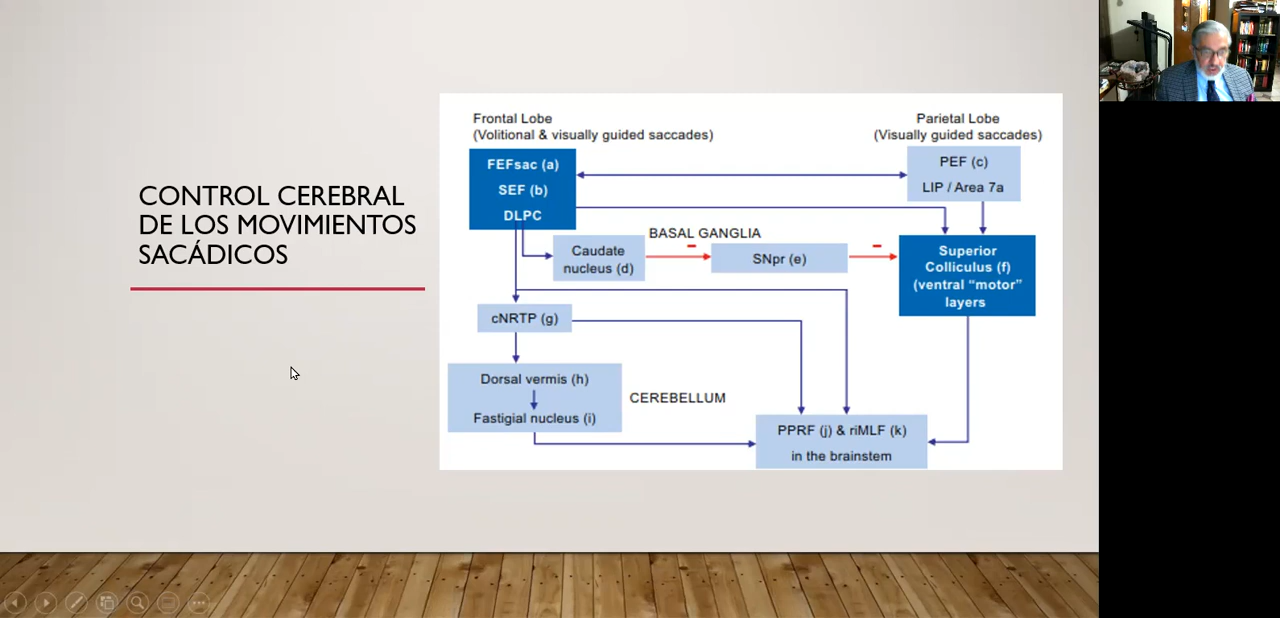 CONTROL CEREBRAL
DE LOS MOVIMIENTOS
SACÁDICOS
Frontal Lobe
(Volitional & visually guided saccades)
Parietal Lobe
(Visually guided saccades)
FEFsac (a)
SEF (b)
DLPC
PEF (c)
LIP / Area 7a
BASAL GANGLIA
Caudate
nucleus (d)
-
SNpr (e)
-
Superior
Colliculus (f)
(ventral “motor”
layers
cNRTP (g)
Dorsal vermis (h)
Fastigial nucleus (i)
CEREBELLUM
PPRF (j) & riMLF (k)
in the brainstem